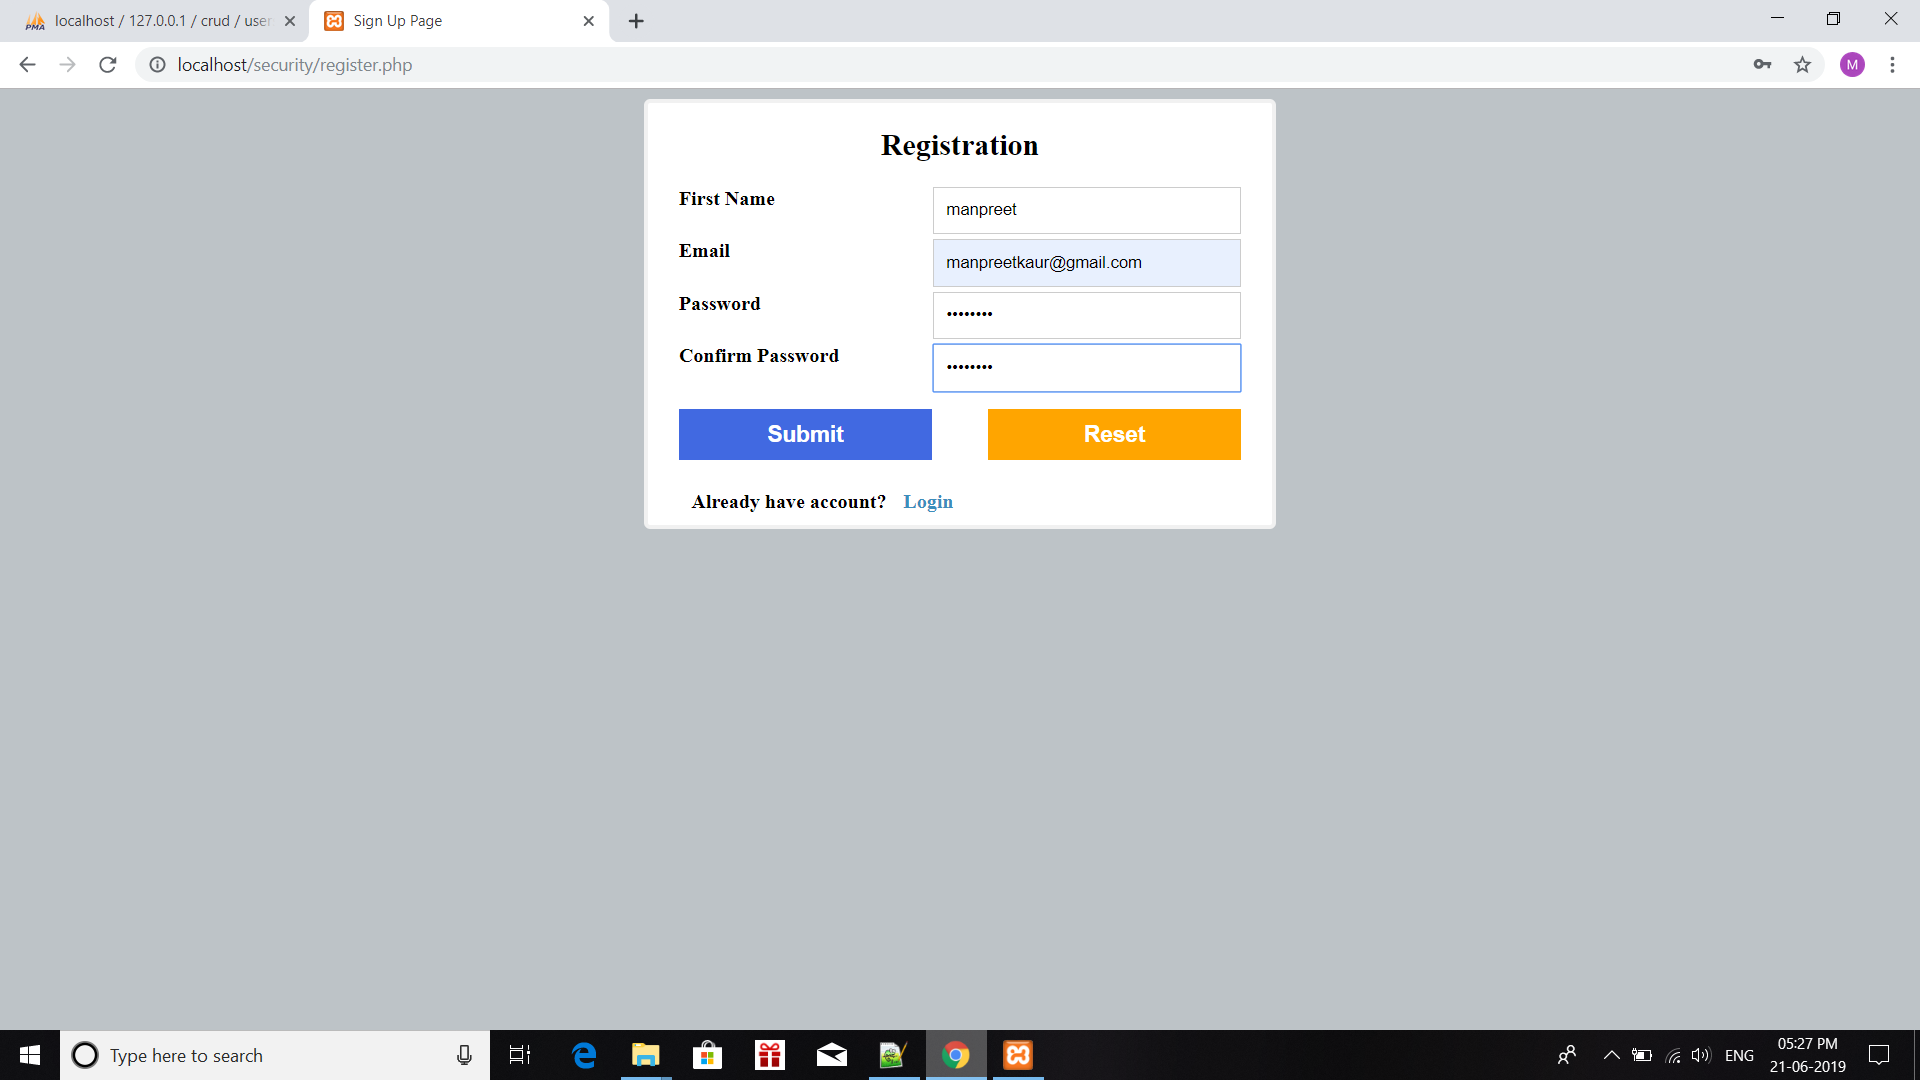 localhost / 127.0.0.1 / crud / user
Sign Up Page
localhost/security/register.php
M
Registration
First Name
manpreet
Email
manpreetkaur@gmail.com
Password
••••••••
Confirm Password
••••••••
Submit
Reset
Already have account? Login
Type here to search
ENG
05:27 PM
21-06-2019